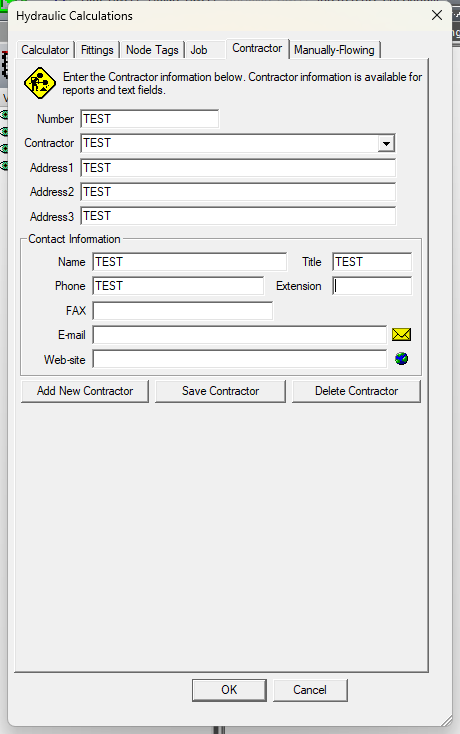 Hydraulic Calculations
Calculator Fittings Node Tags Job Contractor Manually-Flowing
Enter the Contractor information below. Contractor information is available for
reports and text fields.
Number TEST
Contractor TEST
Address1 TEST
Address2 TEST
Address3 TEST
Contact Information
Name TEST Title TEST
Phone TEST Extension
FAX
E-mail
Web-site
Add New Contractor Save Contractor Delete Contractor
OK Cancel